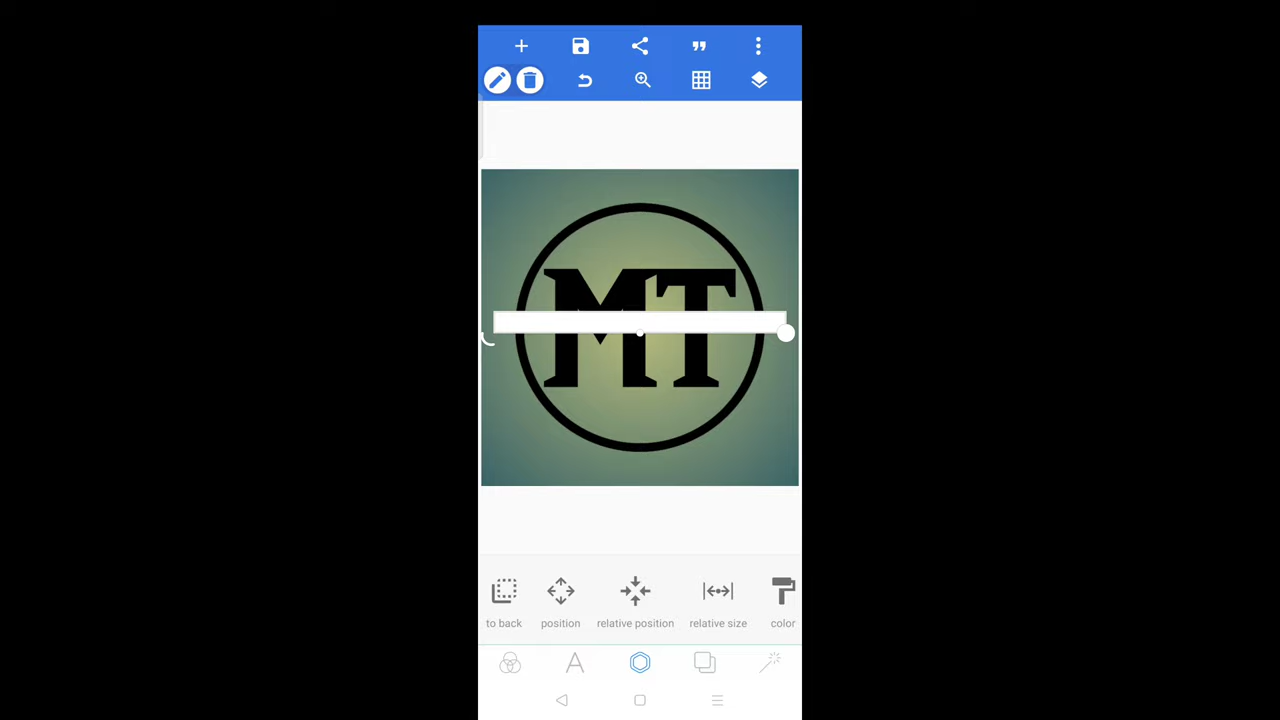 MT
to back
position
relative position
relative size
color